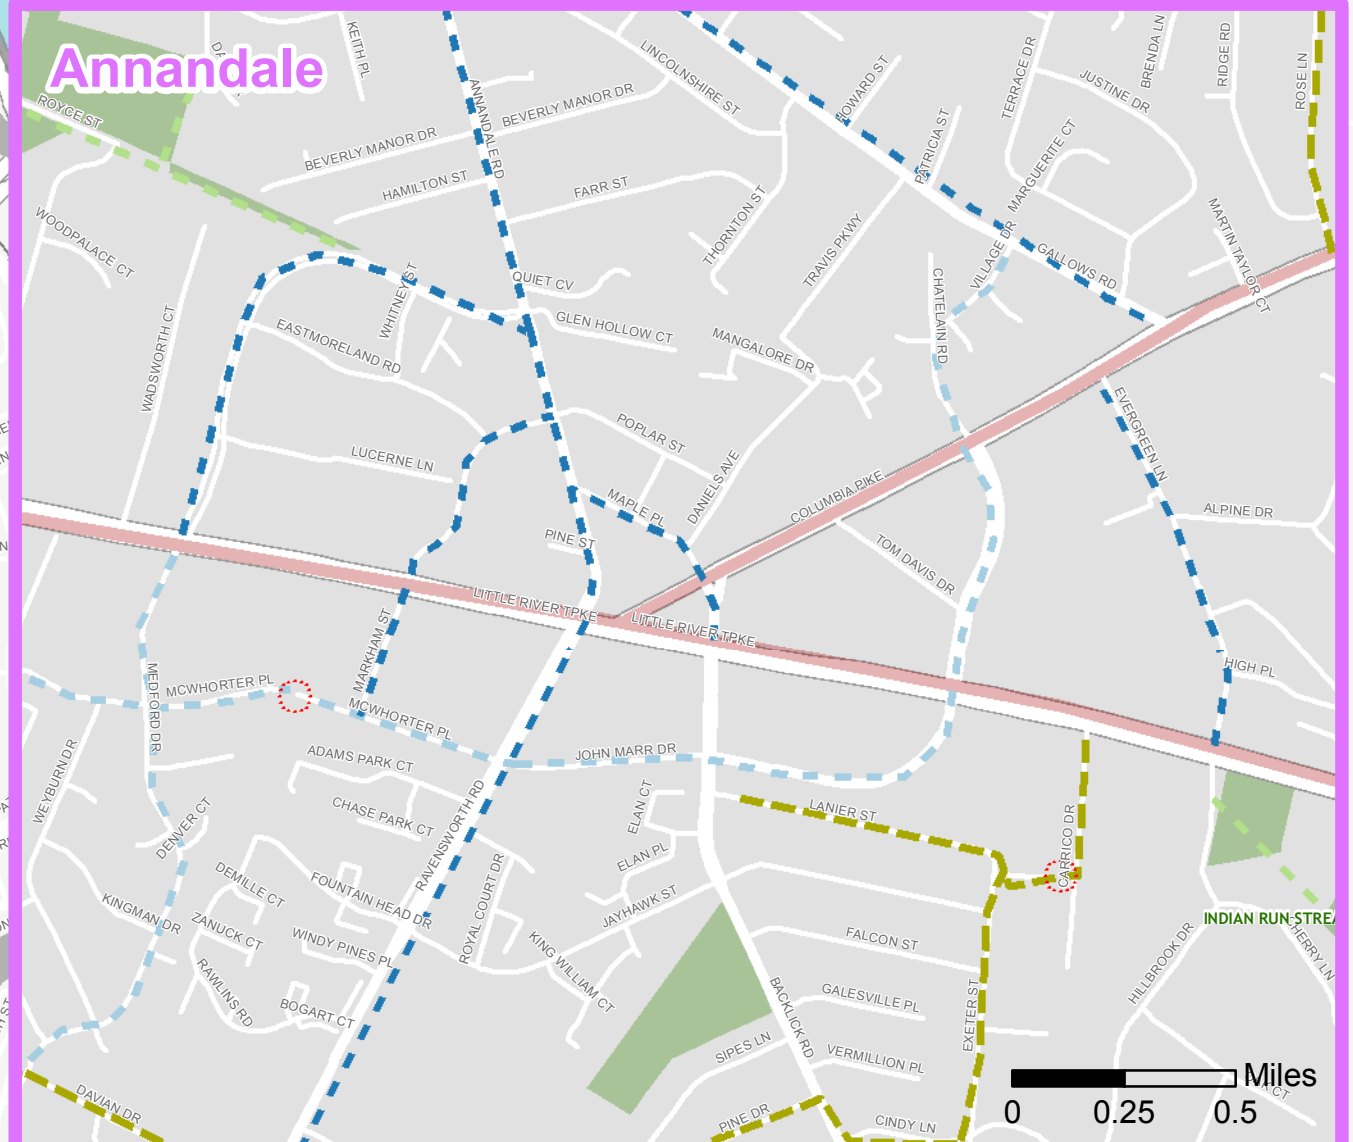 Annandale
KEITH PL
LINCOLNSHIRE ST
HOWARD ST
TERRACE DR
JUSTINE DR
BRENDA LN
RIDGE RD
ROSE LN
ROYCE ST
ANNANDALE RD
BEVERLY MANOR DR
BEVERLY MANOR DR
HAMILTON ST
FARR ST
PATRICIA ST
MARGUERITE CT
WOODPALACE CT
THORNTON ST
TRAVIS PKWY
VILLAGE DR
MARTIN TAYLOR CT
GALLOWS RD
QUIET CV
WHITNEY ST
CHATELAIN RD
WADSWORTH CT
EASTMORELAND RD
GLEN HOLLOW CT
MANGALORE DR
POPLAR ST
EVERGREEN LN
LUCERNE LN
MAPLE PL
DANIELS AVE
COLUMBIA PIKE
ALPINE DR
PINE ST
TOM DAVIS DR
LITTLE RIVER TPKE
LITTLE RIVER TPKE
MARKHAM ST
HIGH PL
MEDFORD DR
MCWHORTER PL
MCWHORTER PL
JOHN MARR DR
WEYBURN DR
ADAMS PARK CT
CHASE PARK CT
ELAN CT
LANIER ST
CARRICO DR
DENVER CT
RAVENSWORTH RD
ELAN PL
DEMILLE CT
FOUNTAIN HEAD DR
ROYAL COURT DR
JAYHAWK ST
KINGMAN DR
ZANUCK CT
WINDY PINES PL
KING WILLIAM CT
FALCON ST
INDIAN RUN STREA
HERRY LN
HILLBROOK DR
RAWLINS RD
BOGART CT
BACKLICK RD
GALESVILLE PL
EXETER ST
SIPES LN
VERMILLION PL
DAVIAN DR
PINE DR
CINDY LN
Miles
0 0.25 0.5